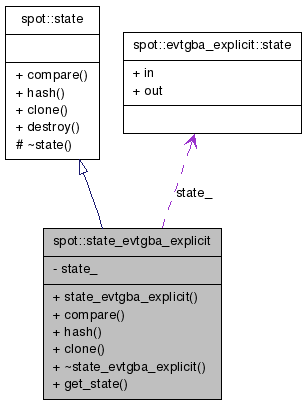 spot::state
+ compare()
+ hash()
+ clone()
+ destroy()
# ~state()
spot::evtgba_explicit::state
+ in
+ out
state_
spot::state_evtgba_explicit
- state_
+ state_evtgba_explicit()
+ compare()
+ hash()
+ clone()
+ ~state_evtgba_explicit()
+ get_state()